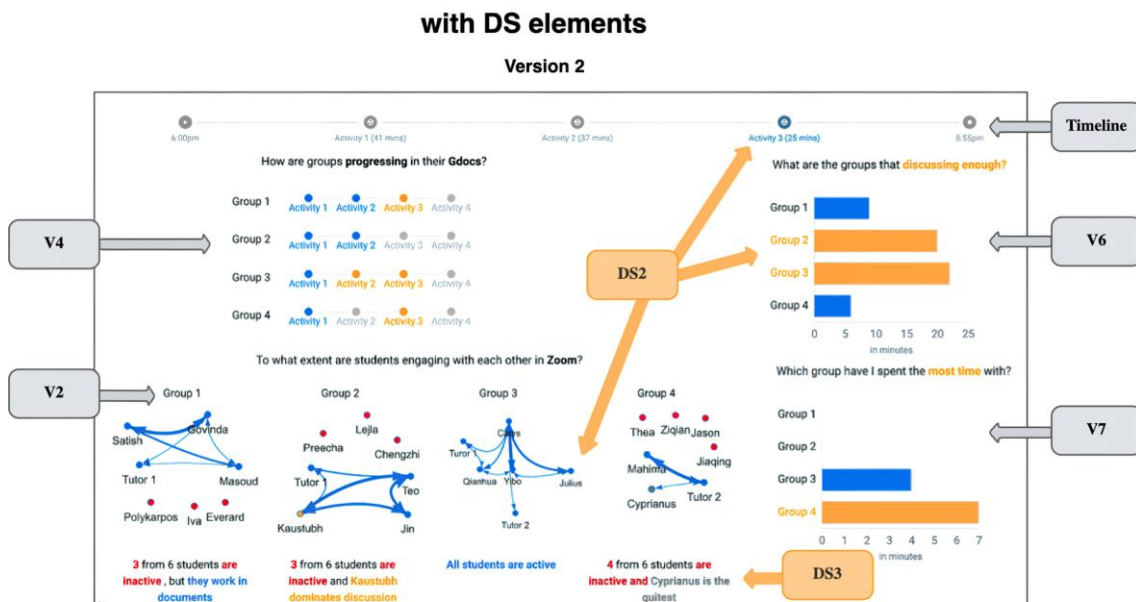 with DS elements
Version 2
6:00pm
Activity 1 (41 mins)
Activity 2 (37 mins)
Activity 3 (25 mins)
8:55pm
Timeline
How are groups progressing in their Gdocs?
Group 1
Activity 1 Activity 2 Activity 3 Activity 4
Group 2
Activity 1 Activity 2 Activity 3 Activity 4
Group 3
Activity 1 Activity 2 Activity 3 Activity 4
Group 4
Activity 1 Activity 2 Activity 3 Activity 4
V4
DS2
What are the groups that discussing enough?
Group 1
Group 2
Group 3
Group 4
0 5 10 15 20 25
in minutes
V6
To what extent are students engaging with each other in Zoom?
V2
Group 1
Govinda
Satish
Tutor 1
Masoud
Polykarpos
Iva
Everard
3 from 6 students are
inactive , but they work in
documents
Group 2
Lejla
Preecha
Chengzhi
Tutor 1
Teo
Kaustubh
Jin
3 from 6 students are
inactive and Kaustubh
dominates discussion
Group 3
Carys
Tutor 1
Qianhua
Yibo
Julius
Tutor 2
All students are active
Group 4
Thea
Ziqian
Jason
Jiaqing
Mahima
Cyprianus
Tutor 2
4 from 6 students are
inactive and Cyprianus is the
quitest
Which group have I spent the most time with?
Group 1
Group 2
Group 3
Group 4
0 1 2 3 4 5 6 7
in minutes
V7
DS3